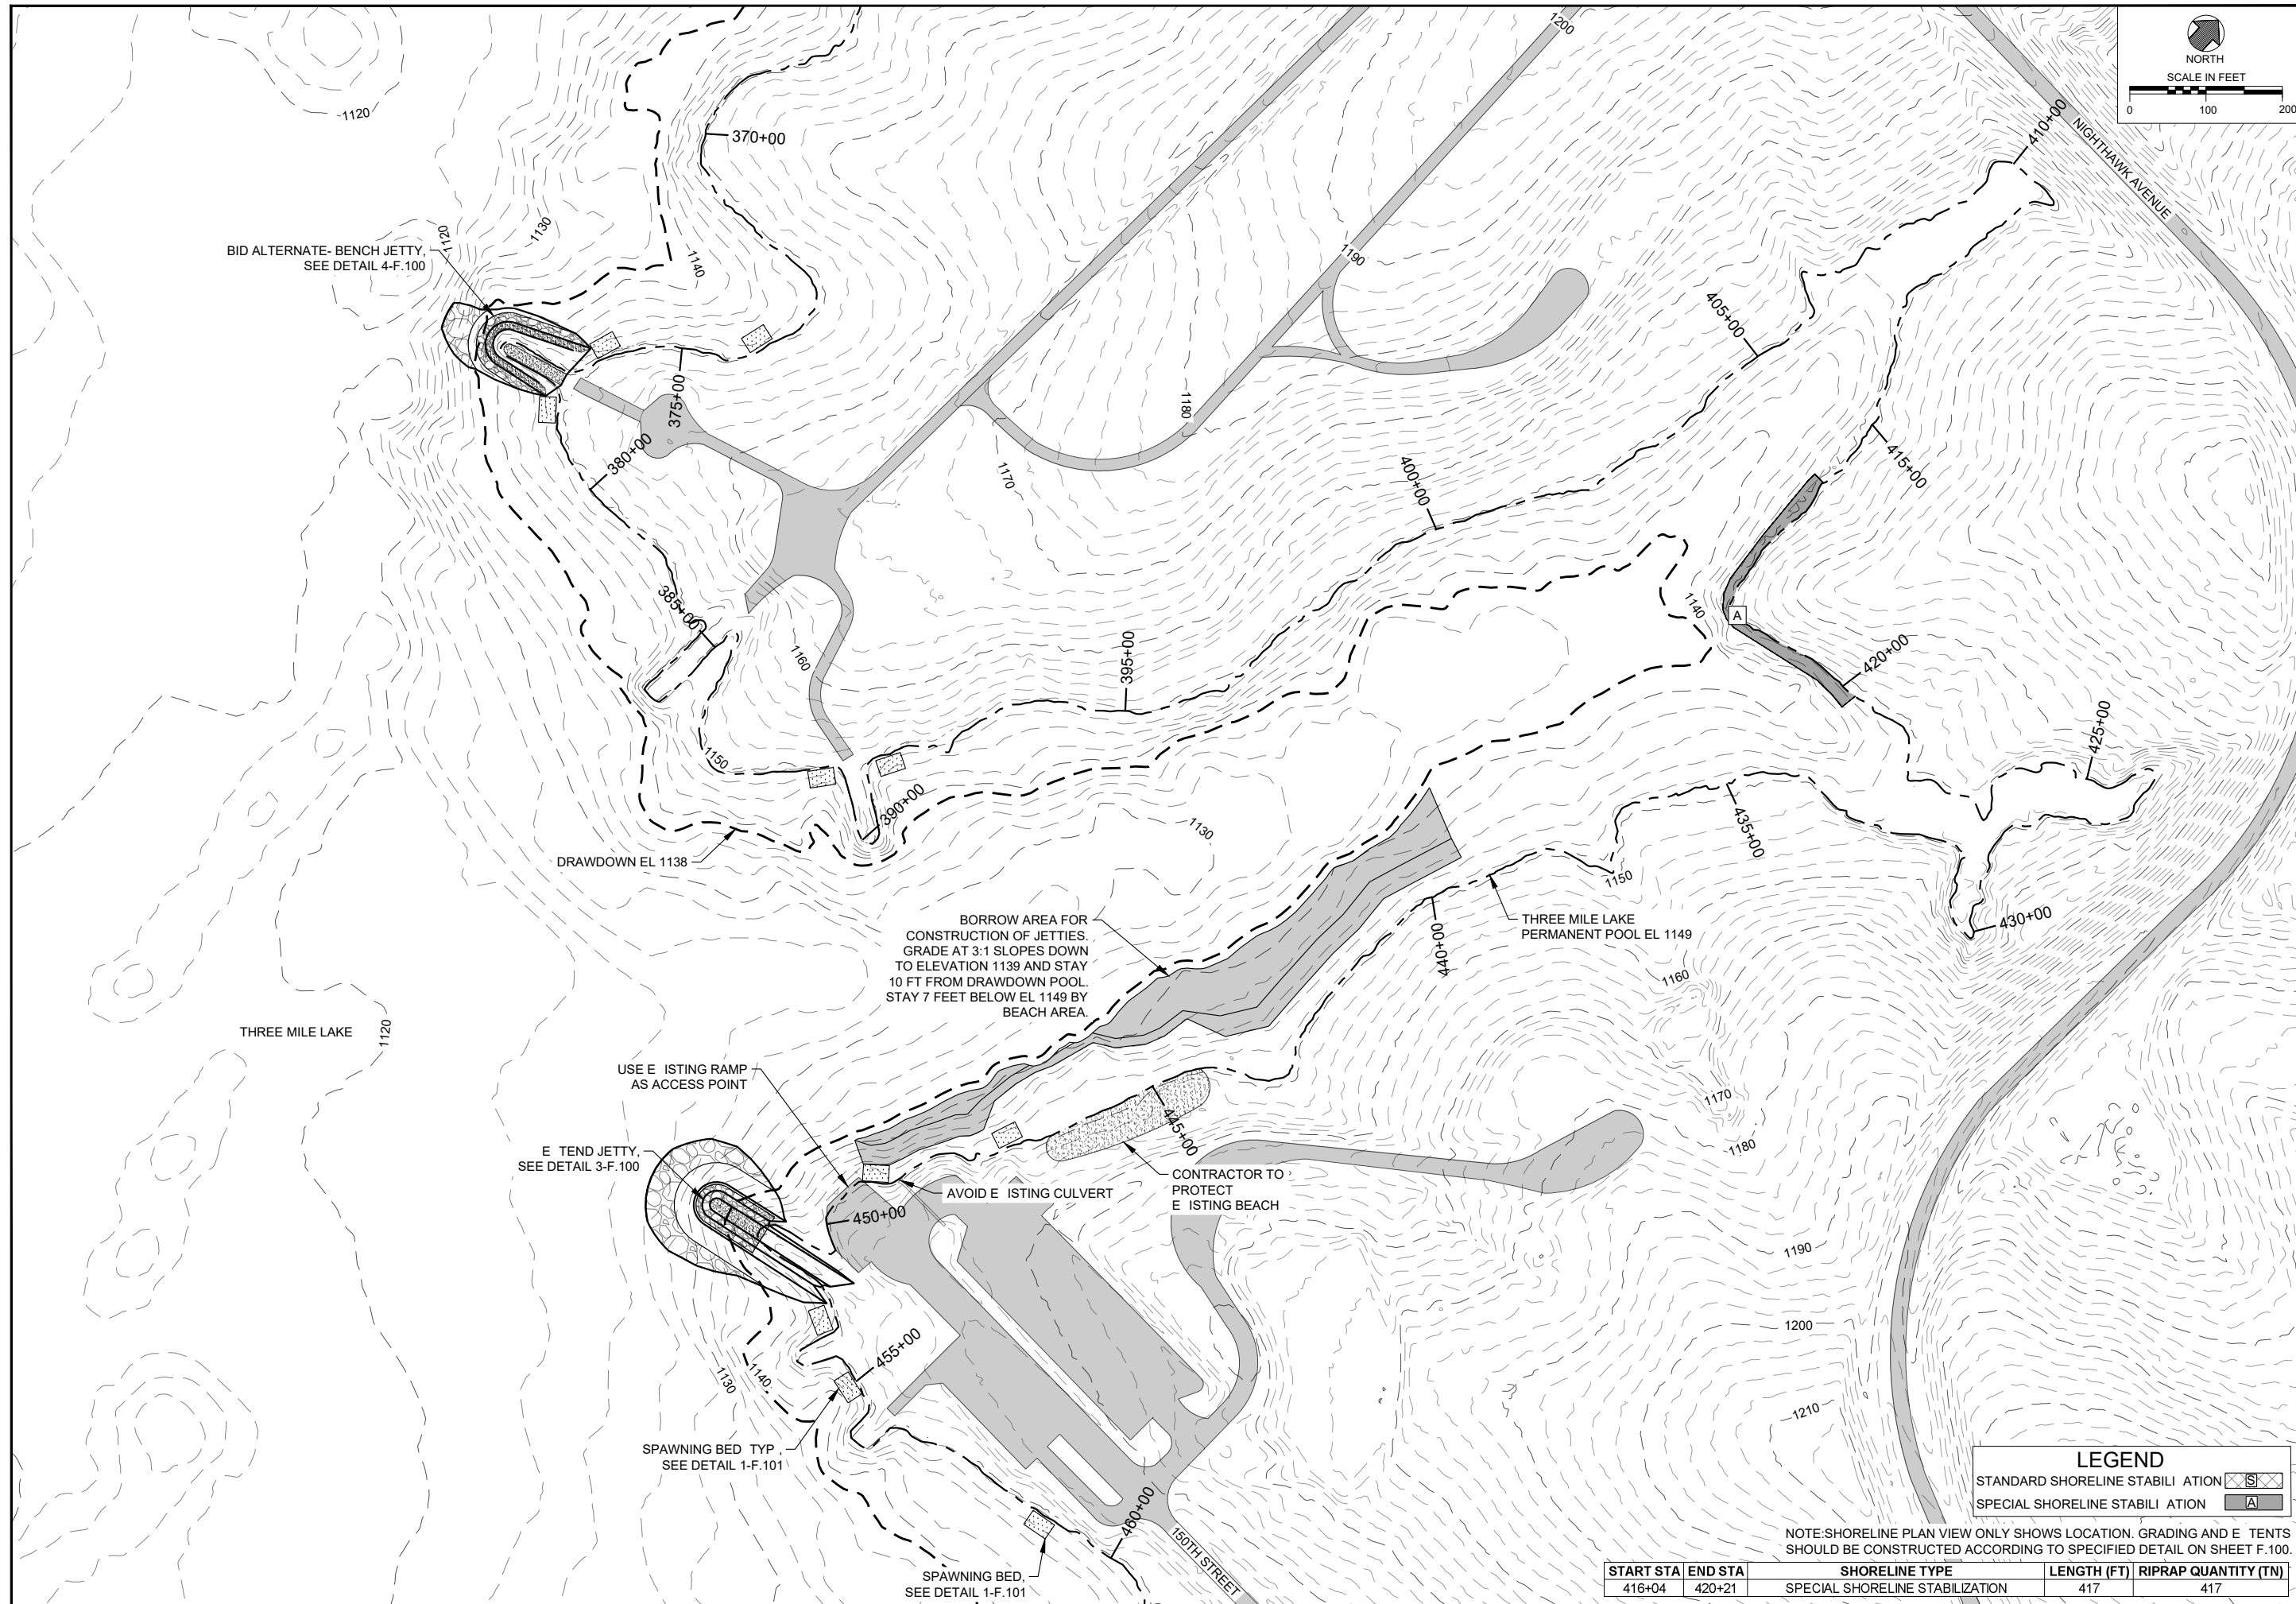 1200
NORTH
SCALE IN FEET
0 100 200
410+00
NIGHTHAWK AVENUE
1120
370+00
1130
1120
1140
BID ALTERNATE- BENCH JETTY,
SEE DETAIL 4-F.100
1190
405+00
375+00
1180
380+00
1170
400+00
415+00
385+00
1160
395+00
1140
A
420+00
1150
425+00
390+00
1130
435+00
DRAWDOWN EL 1138
1150
BORROW AREA FOR
CONSTRUCTION OF JETTIES.
GRADE AT 3:1 SLOPES DOWN
TO ELEVATION 1139 AND STAY
10 FT FROM DRAWDOWN POOL.
STAY 7 FEET BELOW EL 1149 BY
BEACH AREA.
THREE MILE LAKE
PERMANENT POOL EL 1149
430+00
440+00
1160
THREE MILE LAKE
1120
USE E ISTING RAMP
AS ACCESS POINT
1170
445+00
1180
E TEND JETTY,
SEE DETAIL 3-F.100
AVOID E ISTING CULVERT
CONTRACTOR TO
PROTECT
E ISTING BEACH
450+00
1190
1200
455+00
1140
1130
1210
SPAWNING BED TYP ,
SEE DETAIL 1-F.101
460+00
150TH STREET
SPAWNING BED,
SEE DETAIL 1-F.101
LEGEND
STANDARD SHORELINE STABILI ATION S
SPECIAL SHORELINE STABILI ATION A
NOTE:SHORELINE PLAN VIEW ONLY SHOWS LOCATION. GRADING AND E TENTS
SHOULD BE CONSTRUCTED ACCORDING TO SPECIFIED DETAIL ON SHEET F.100.
START STA END STA SHORELINE TYPE LENGTH (FT) RIPRAP QUANTITY (TN)
416+04 420+21 SPECIAL SHORELINE STABILIZATION 417 417